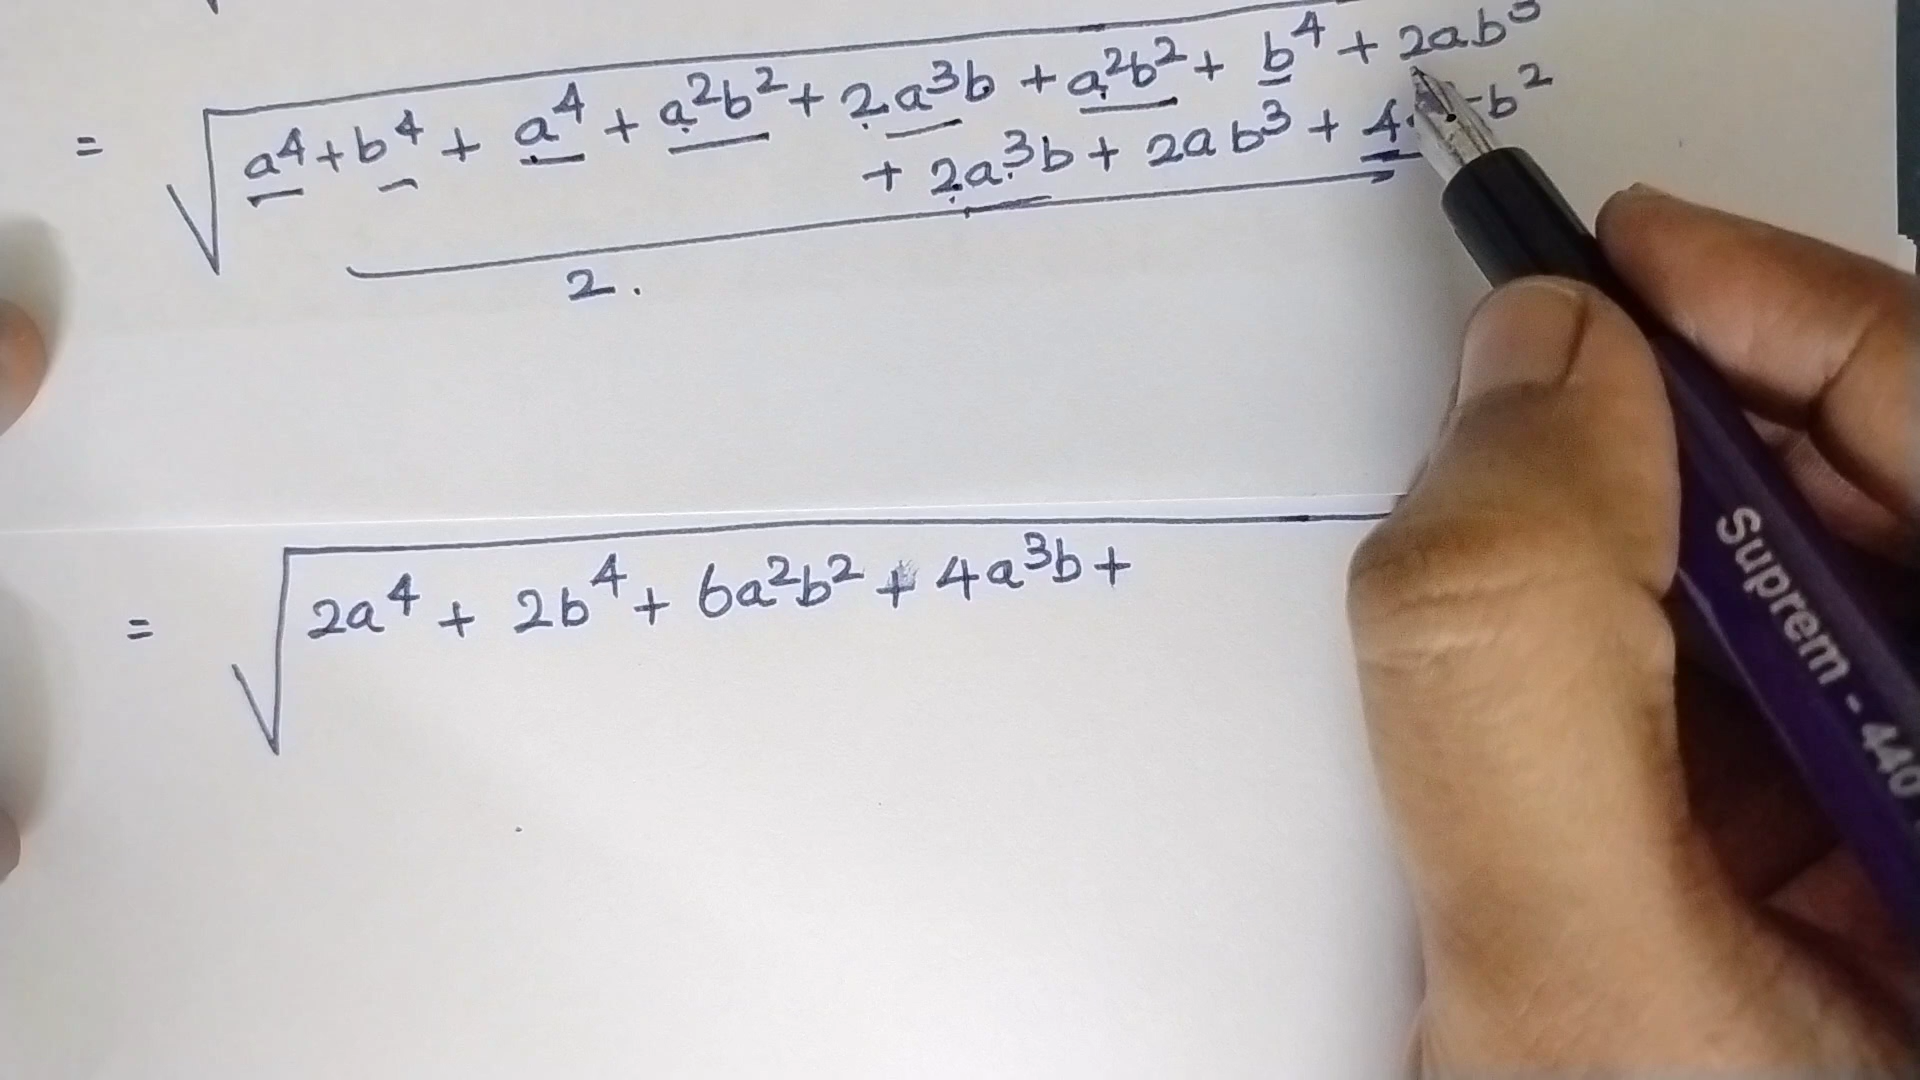 = √ a⁴ + b⁴ + a⁴ + a²b² + 2a³b + a²b² + b⁴ + 2ab³
+ 2a³b + 2ab³ + 4 b²
2.
= √ 2a⁴ + 2b⁴ + 6a²b² + 4a³b +
Suprem - 440